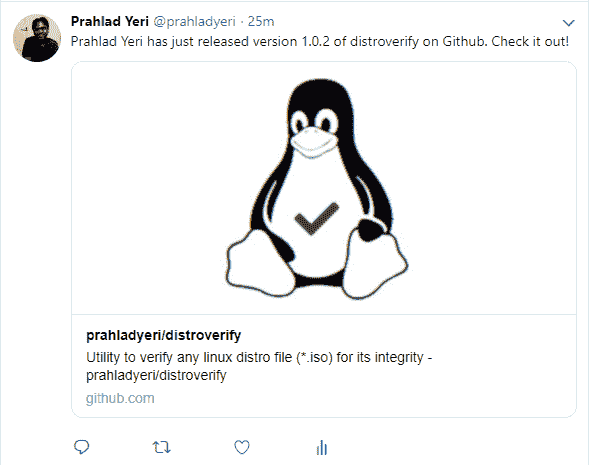 Prahlad Yeri @prahladyeri · 25m
Prahlad Yeri has just released version 1.0.2 of distroverify on Github. Check it out!
prahladyeri/distroverify
Utility to verify any linux distro file (*.iso) for its integrity -
prahladyeri/distroverify
github.com